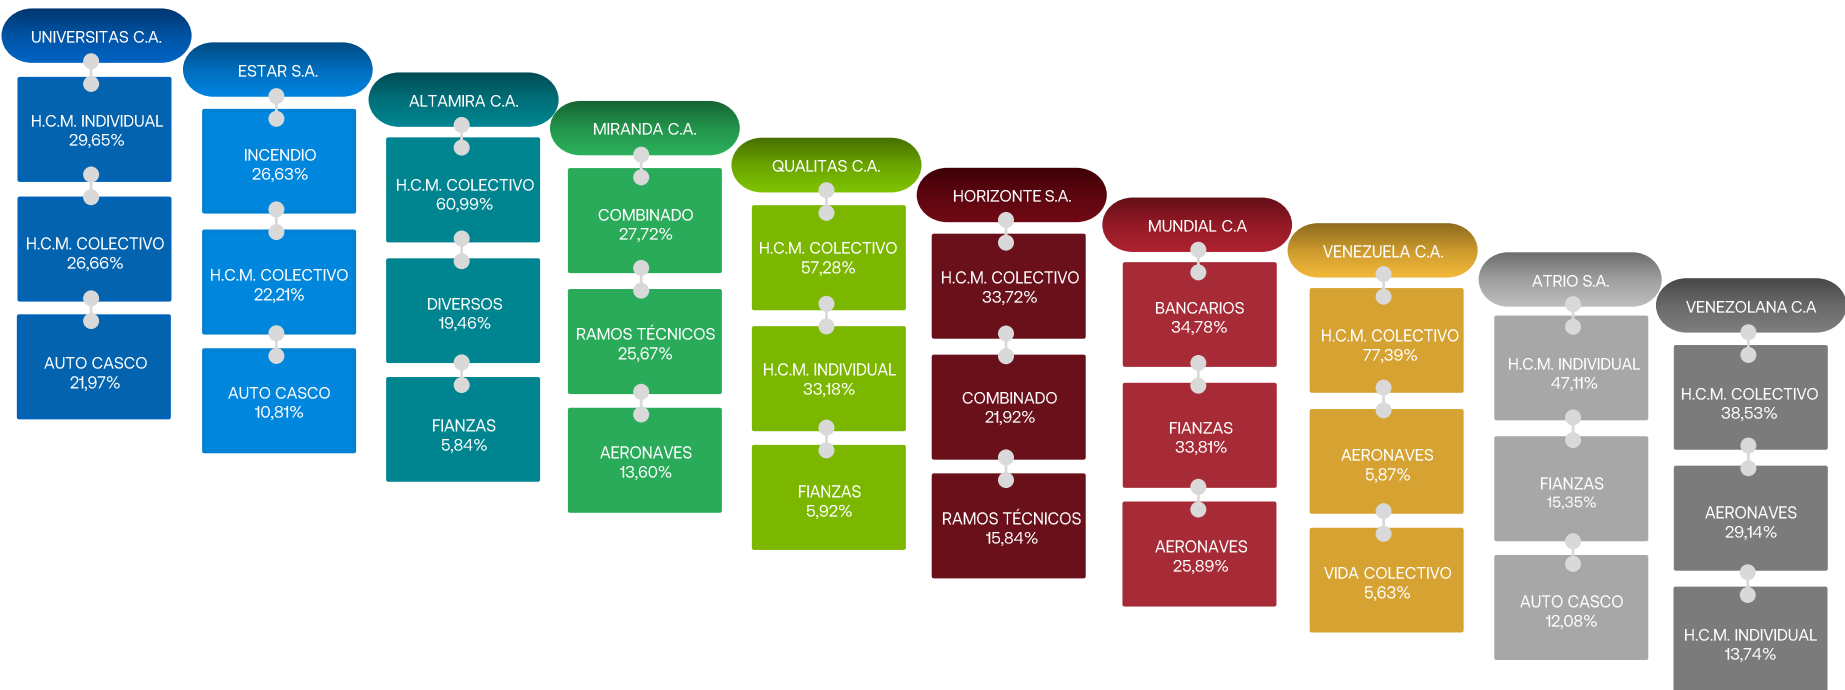 UNIVERSITAS C.A.
H.C.M. INDIVIDUAL
29,65%
H.C.M. COLECTIVO
26,66%
AUTO CASCO
21,97%
ESTAR S.A.
INCENDIO
26,63%
H.C.M. COLECTIVO
22,21%
AUTO CASCO
10,81%
ALTAMIRA C.A.
H.C.M. COLECTIVO
60,99%
DIVERSOS
19,46%
FIANZAS
5,84%
MIRANDA C.A.
COMBINADO
27,72%
RAMOS TÉCNICOS
25,67%
AERONAVES
13,60%
QUALITAS C.A.
H.C.M. COLECTIVO
57,28%
H.C.M. INDIVIDUAL
33,18%
FIANZAS
5,92%
HORIZONTE S.A.
H.C.M. COLECTIVO
33,72%
COMBINADO
21,92%
RAMOS TÉCNICOS
15,84%
MUNDIAL C.A
BANCARIOS
34,78%
FIANZAS
33,81%
AERONAVES
25,89%
VENEZUELA C.A.
H.C.M. COLECTIVO
77,39%
AERONAVES
5,87%
VIDA COLECTIVO
5,63%
ATRIO S.A.
H.C.M. INDIVIDUAL
47,11%
FIANZAS
15,35%
AUTO CASCO
12,08%
VENEZOLANA C.A
H.C.M. COLECTIVO
38,53%
AERONAVES
29,14%
H.C.M. INDIVIDUAL
13,74%